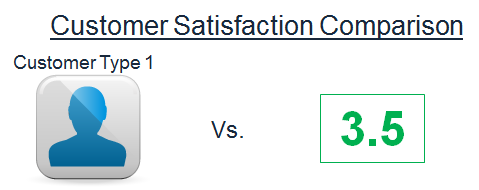 Customer Satisfaction Comparison
Customer Type 1
Vs.
3.5